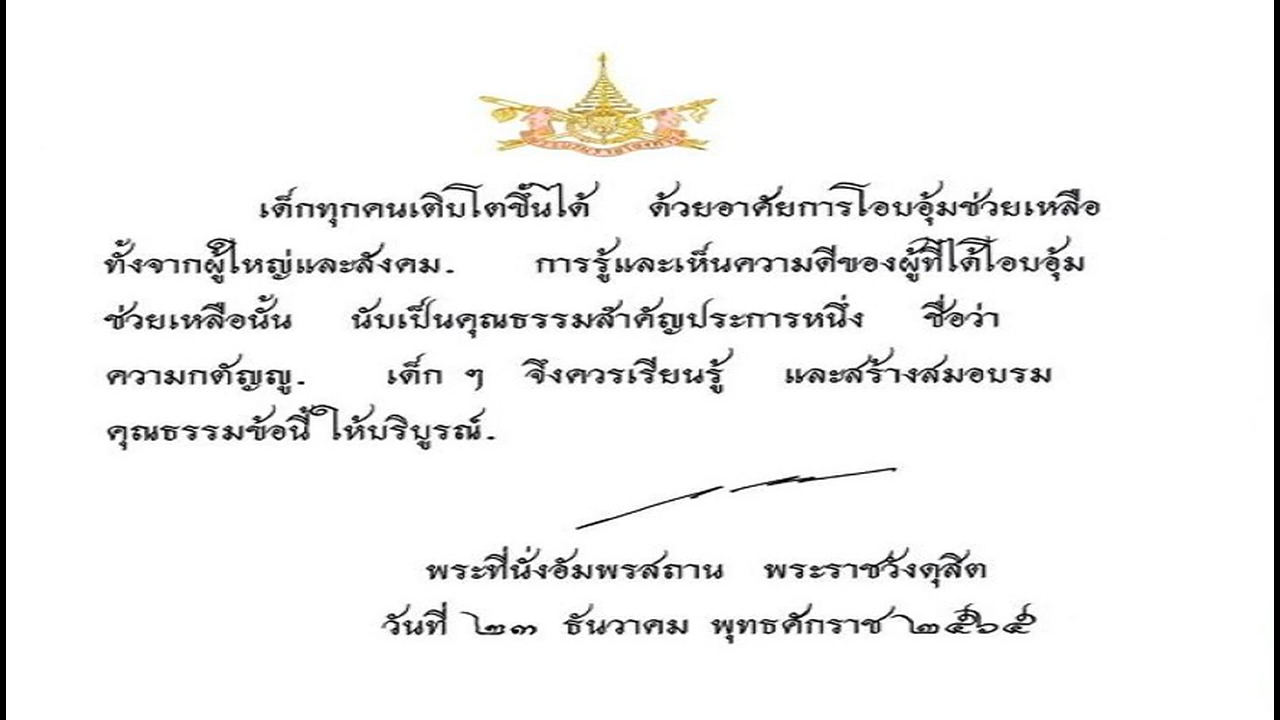 เด็กทุกคนเติบโตขึ้นได้ ด้วยอาศัยการโอบอุ้มช่วยเหลือ
ทั้งจากผู้ใหญ่และสังคม. การรู้และเห็นความดีของผู้ที่ได้โอบอุ้ม
ช่วยเหลือนั้น นับเป็นคุณธรรมสำคัญประการหนึ่ง ชื่อว่า
ความกตัญญู. เด็ก ๆ จึงควรเรียนรู้ และสร้างสมอบรม
คุณธรรมข้อนี้ ให้บริบูรณ์.
พระที่นั่งอัมพรสถาน พระราชวังดุสิต
วันที่ ๒๓ ธันวาคม พุทธศักราช ๒๕๖๕